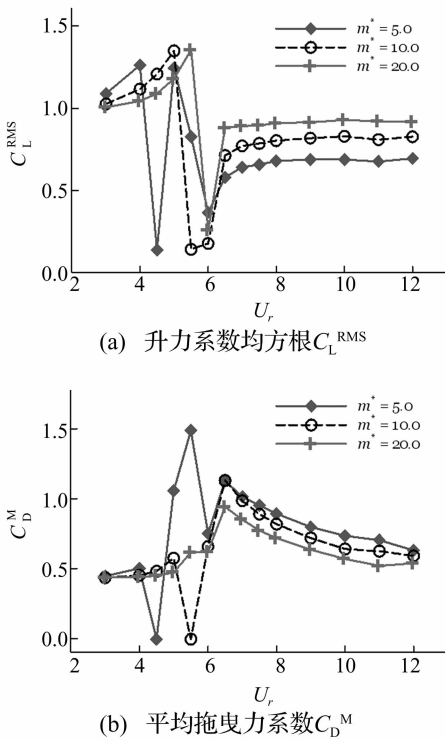 1.5
1.0
0.5
0.0
C_L^RMS
m* = 5.0
m* = 10.0
m* = 20.0
2 4 6 8 10 12
U_r
(a) 升力系数均方根C_L^RMS
1.5
1.0
0.5
0.0
C_D^M
m* = 5.0
m* = 10.0
m* = 20.0
2 4 6 8 10 12
U_r
(b) 平均拖曳力系数C_D^M